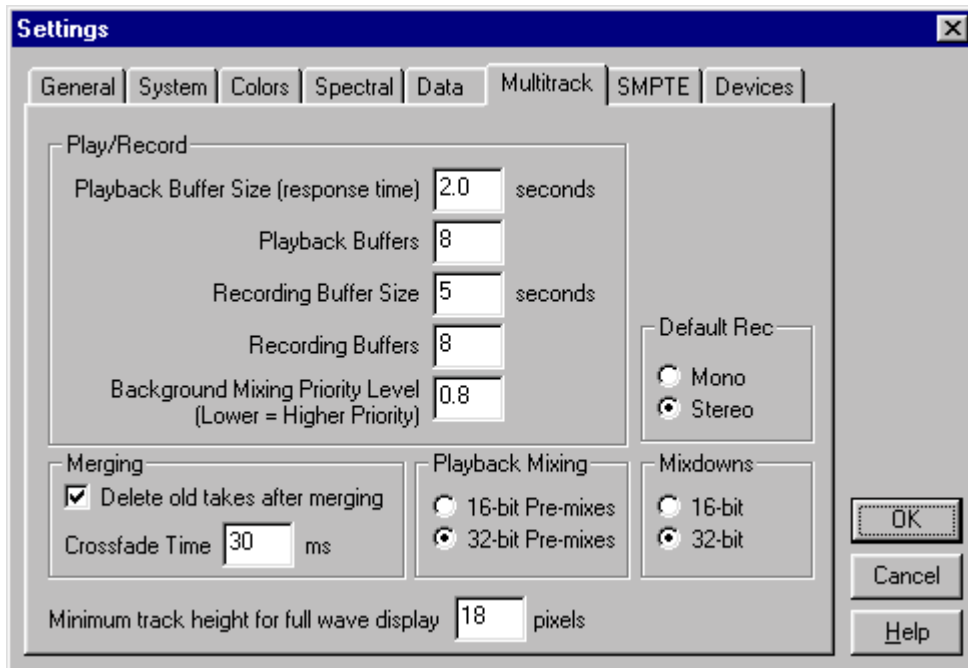 Settings
General System Colors Spectral Data Multitrack SMPTE Devices
Play/Record
Playback Buffer Size (response time) 2.0 seconds
Playback Buffers 8
Recording Buffer Size 5 seconds
Recording Buffers 8
Background Mixing Priority Level
(Lower = Higher Priority) 0.8
Default Rec
Mono
Stereo
Merging
Delete old takes after merging
Crossfade Time 30 ms
Playback Mixing
16-bit Pre-mixes
32-bit Pre-mixes
Mixdowns
16-bit
32-bit
Minimum track height for full wave display 18 pixels
OK
Cancel
Help